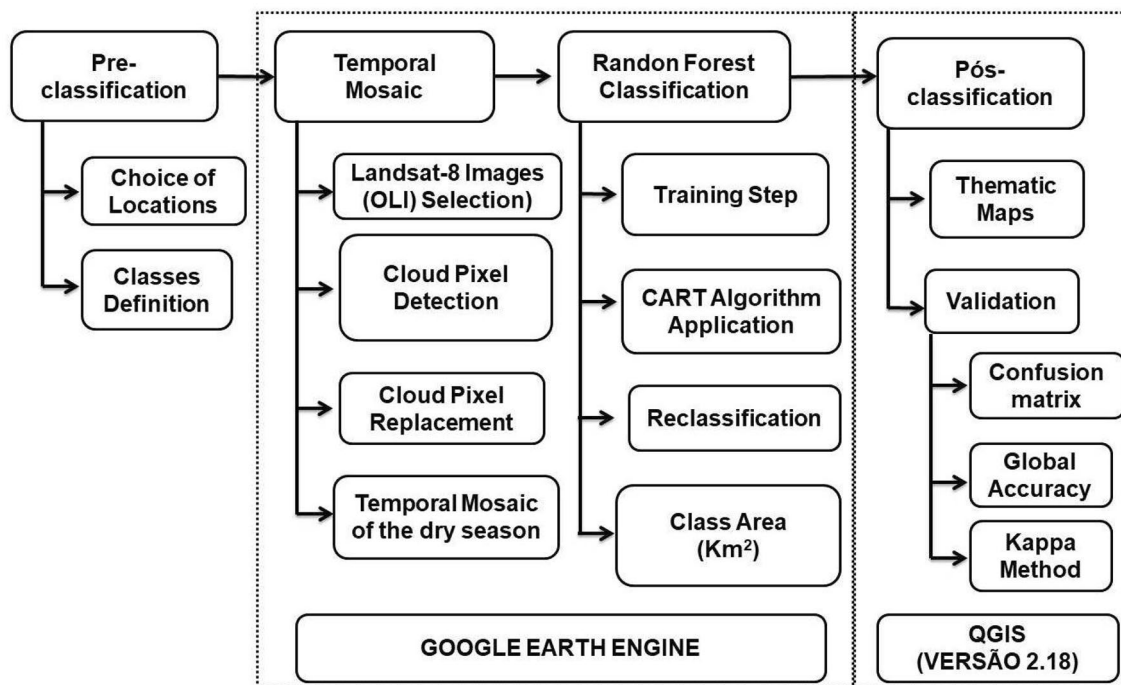 Pre-
classification
Choice of
Locations
Classes
Definition
Temporal
Mosaic
Landsat-8 Images
(OLI) Selection)
Cloud Pixel
Detection
Cloud Pixel
Replacement
Temporal Mosaic
of the dry season
Randon Forest
Classification
Training Step
CART Algorithm
Application
Reclassification
Class Area
(Km²)
GOOGLE EARTH ENGINE
Pós-
classification
Thematic
Maps
Validation
Confusion
matrix
Global
Accuracy
Kappa
Method
QGIS
(VERSÃO 2.18)